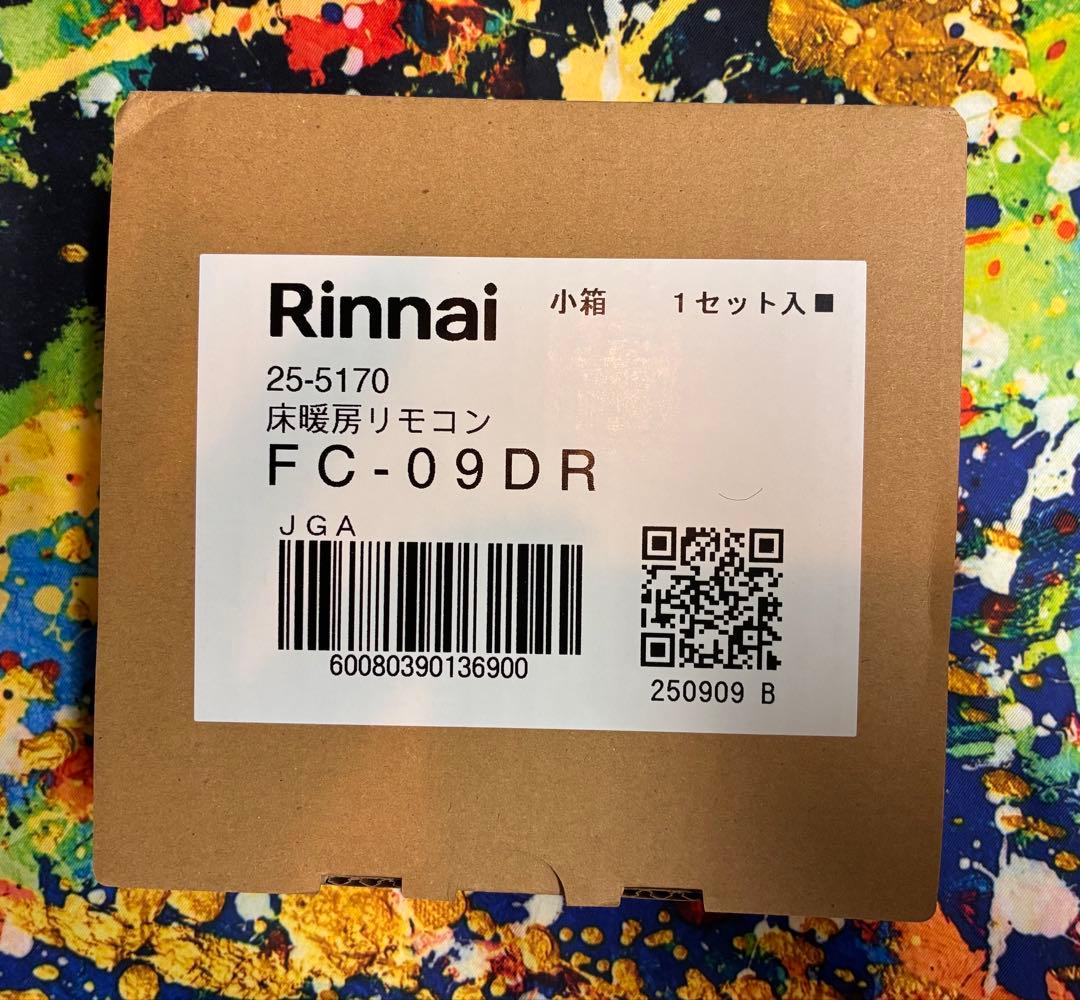 Rinnai 小箱 1セット入■
25-5170
床暖房リモコン
FC-09DR
JGA
60080390136900
250909 B